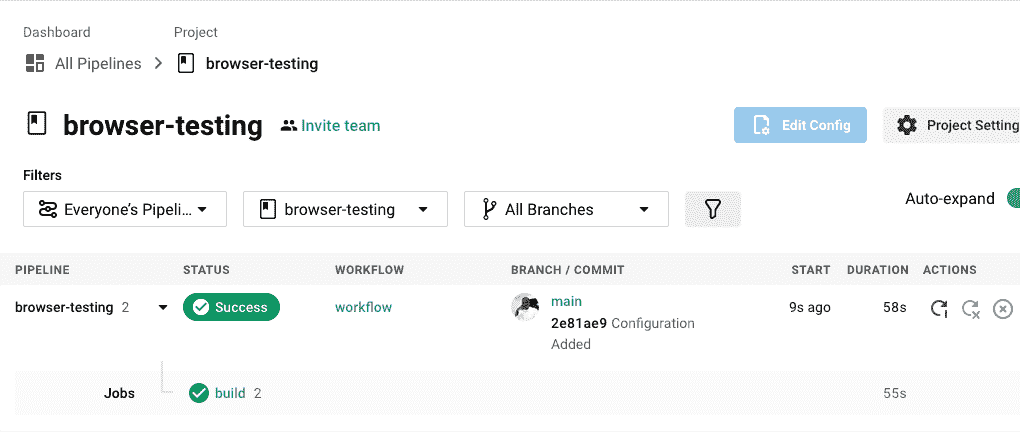 Dashboard Project
All Pipelines browser-testing
browser-testing Invite team Edit Config Project Setting
Filters
Everyone's Pipeli... browser-testing All Branches Auto-expand
PIPELINE STATUS WORKFLOW BRANCH / COMMIT START DURATION ACTIONS
browser-testing 2 Success workflow main 9s ago 58s
2e81ae9 Configuration
Added
Jobs build 2 55s